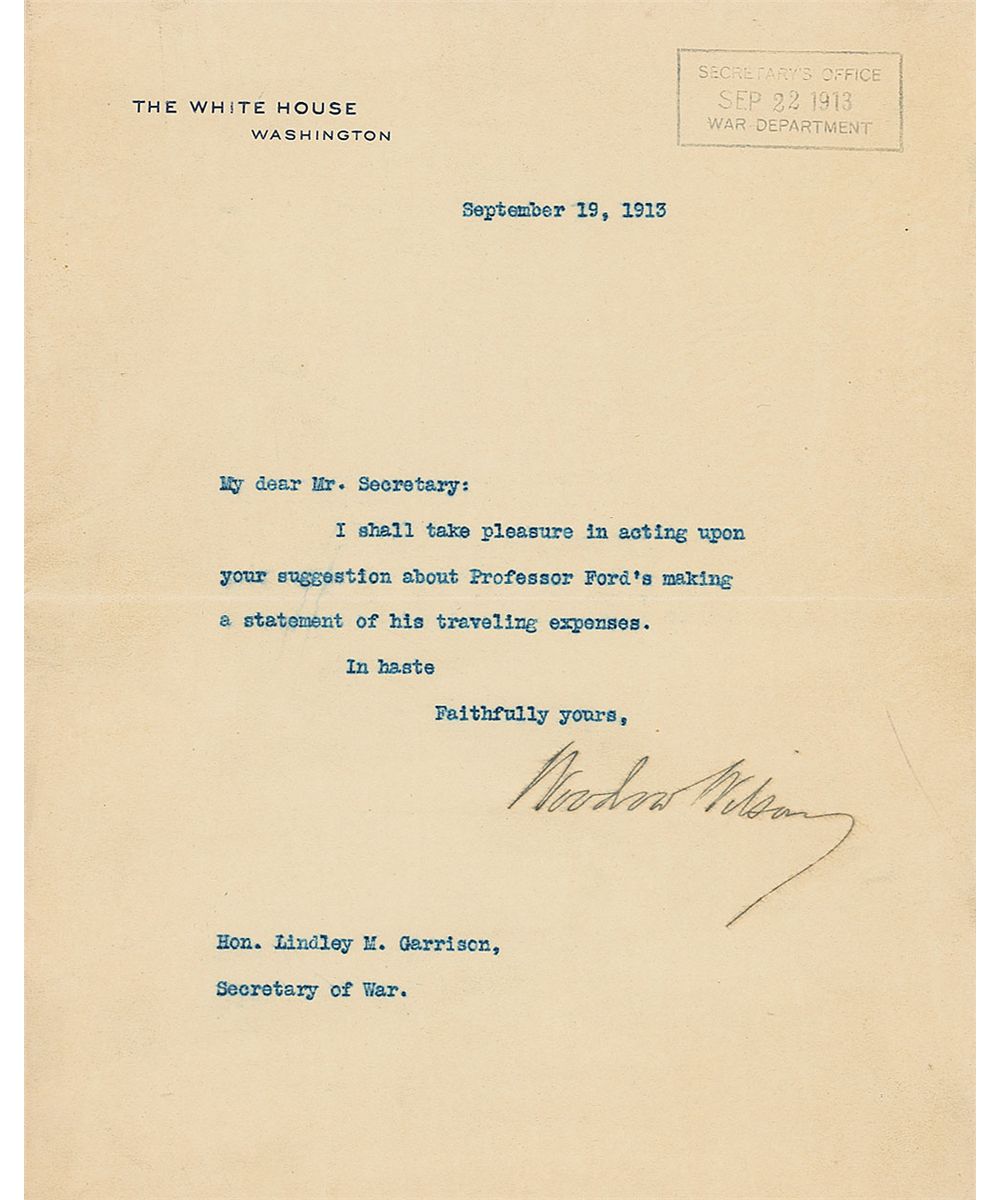 THE WHITE HOUSE
WASHINGTON
SECRETARY'S OFFICE
SEP 22 1913
WAR DEPARTMENT
September 19, 1913
My dear Mr. Secretary:
I shall take pleasure in acting upon
your suggestion about Professor Ford's making
a statement of his traveling expenses.
In haste
Faithfully yours,
Woodrow Wilson
Hon. Lindley M. Garrison,
Secretary of War.